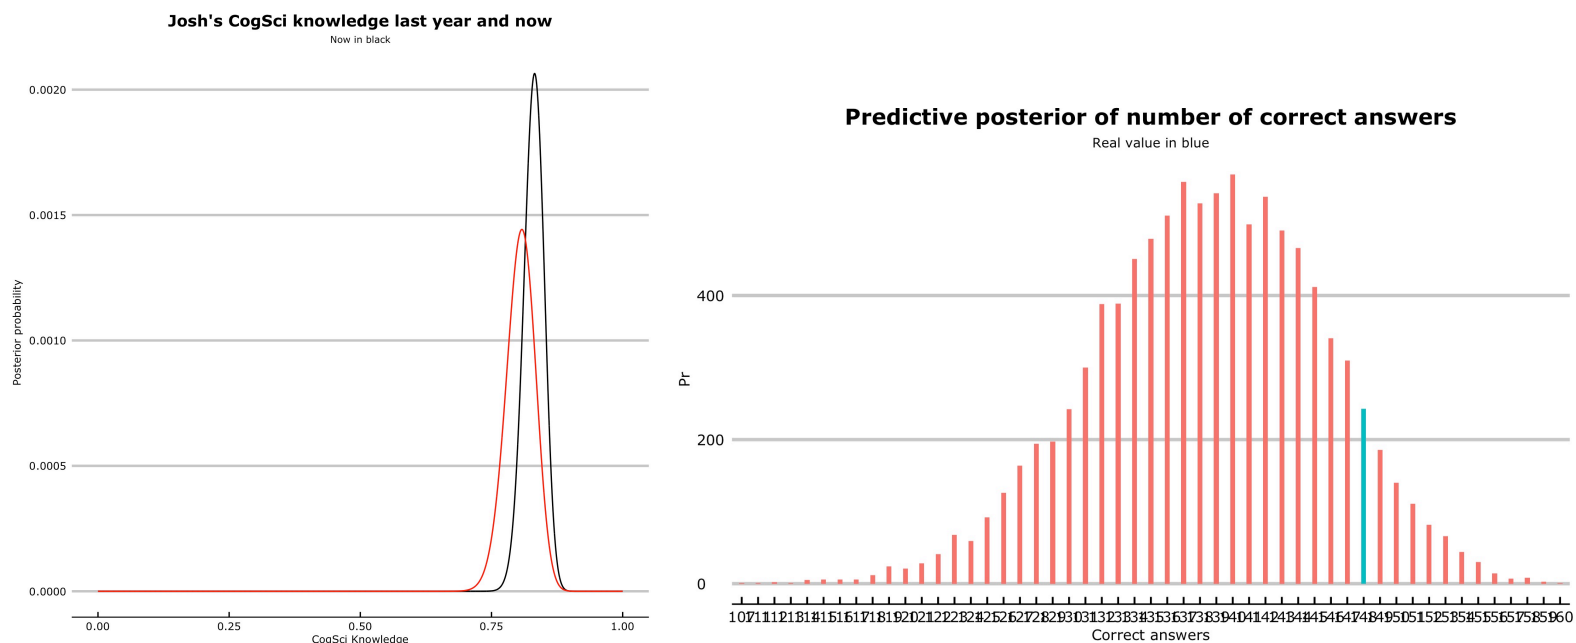 Josh's CogSci knowledge last year and now
Now in black
0.0020
0.0015
0.0010
0.0005
0.0000
Posterior probability
0.00 0.25 0.50 0.75 1.00
CogSci Knowledge
Predictive posterior of number of correct answers
Real value in blue
400
200
0
Pr
Correct answers